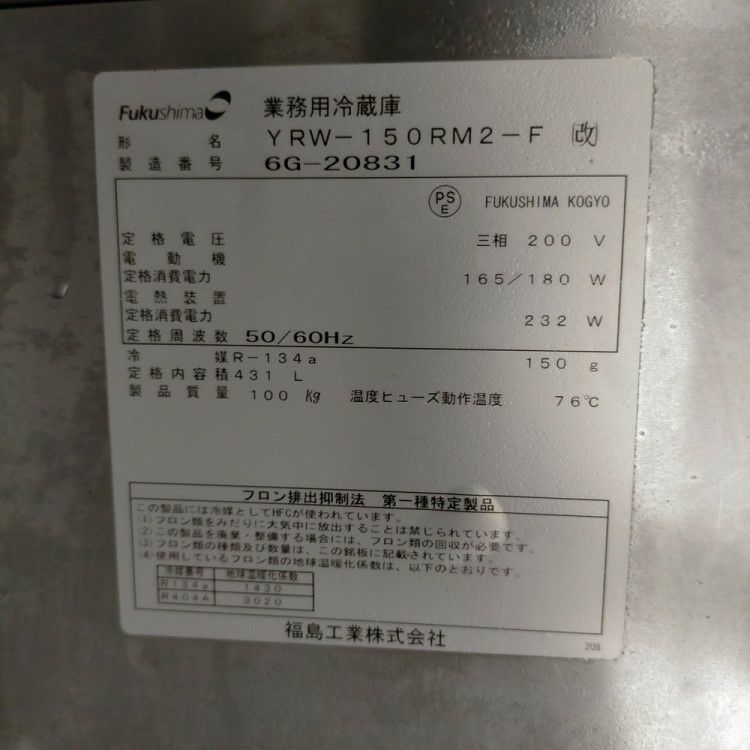 Fukushima 業務用冷蔵庫
形名 YRW-150RM2-F 改
製造番号 6G-20831
PS E FUKUSHIMA KOGYO
定格電圧 三相 200 V
電動機
定格消費電力 165/180 W
電熱装置
定格消費電力 232 W
定格周波数 50/60Hz
冷媒 R-134a 150 g
定格内容積 431 L
製品質量 100 Kg 温度ヒューズ動作温度 76℃
フロン排出抑制法 第一種特定製品
この製品には冷媒としてHFCが使われています。
(1)フロン類をみだりに大気中に放出することは禁じられています。
(2)この製品を廃棄・整備する場合には、フロン類の回収が必要です。
(3)フロン類の種類及び数量は、この銘板に記載されています。
(4)使用しているフロン類の地球温暖化係数は、以下のとおりです。
冷媒番号 地球温暖化係数
R134a 1430
R404A 3020
福島工業株式会社
208